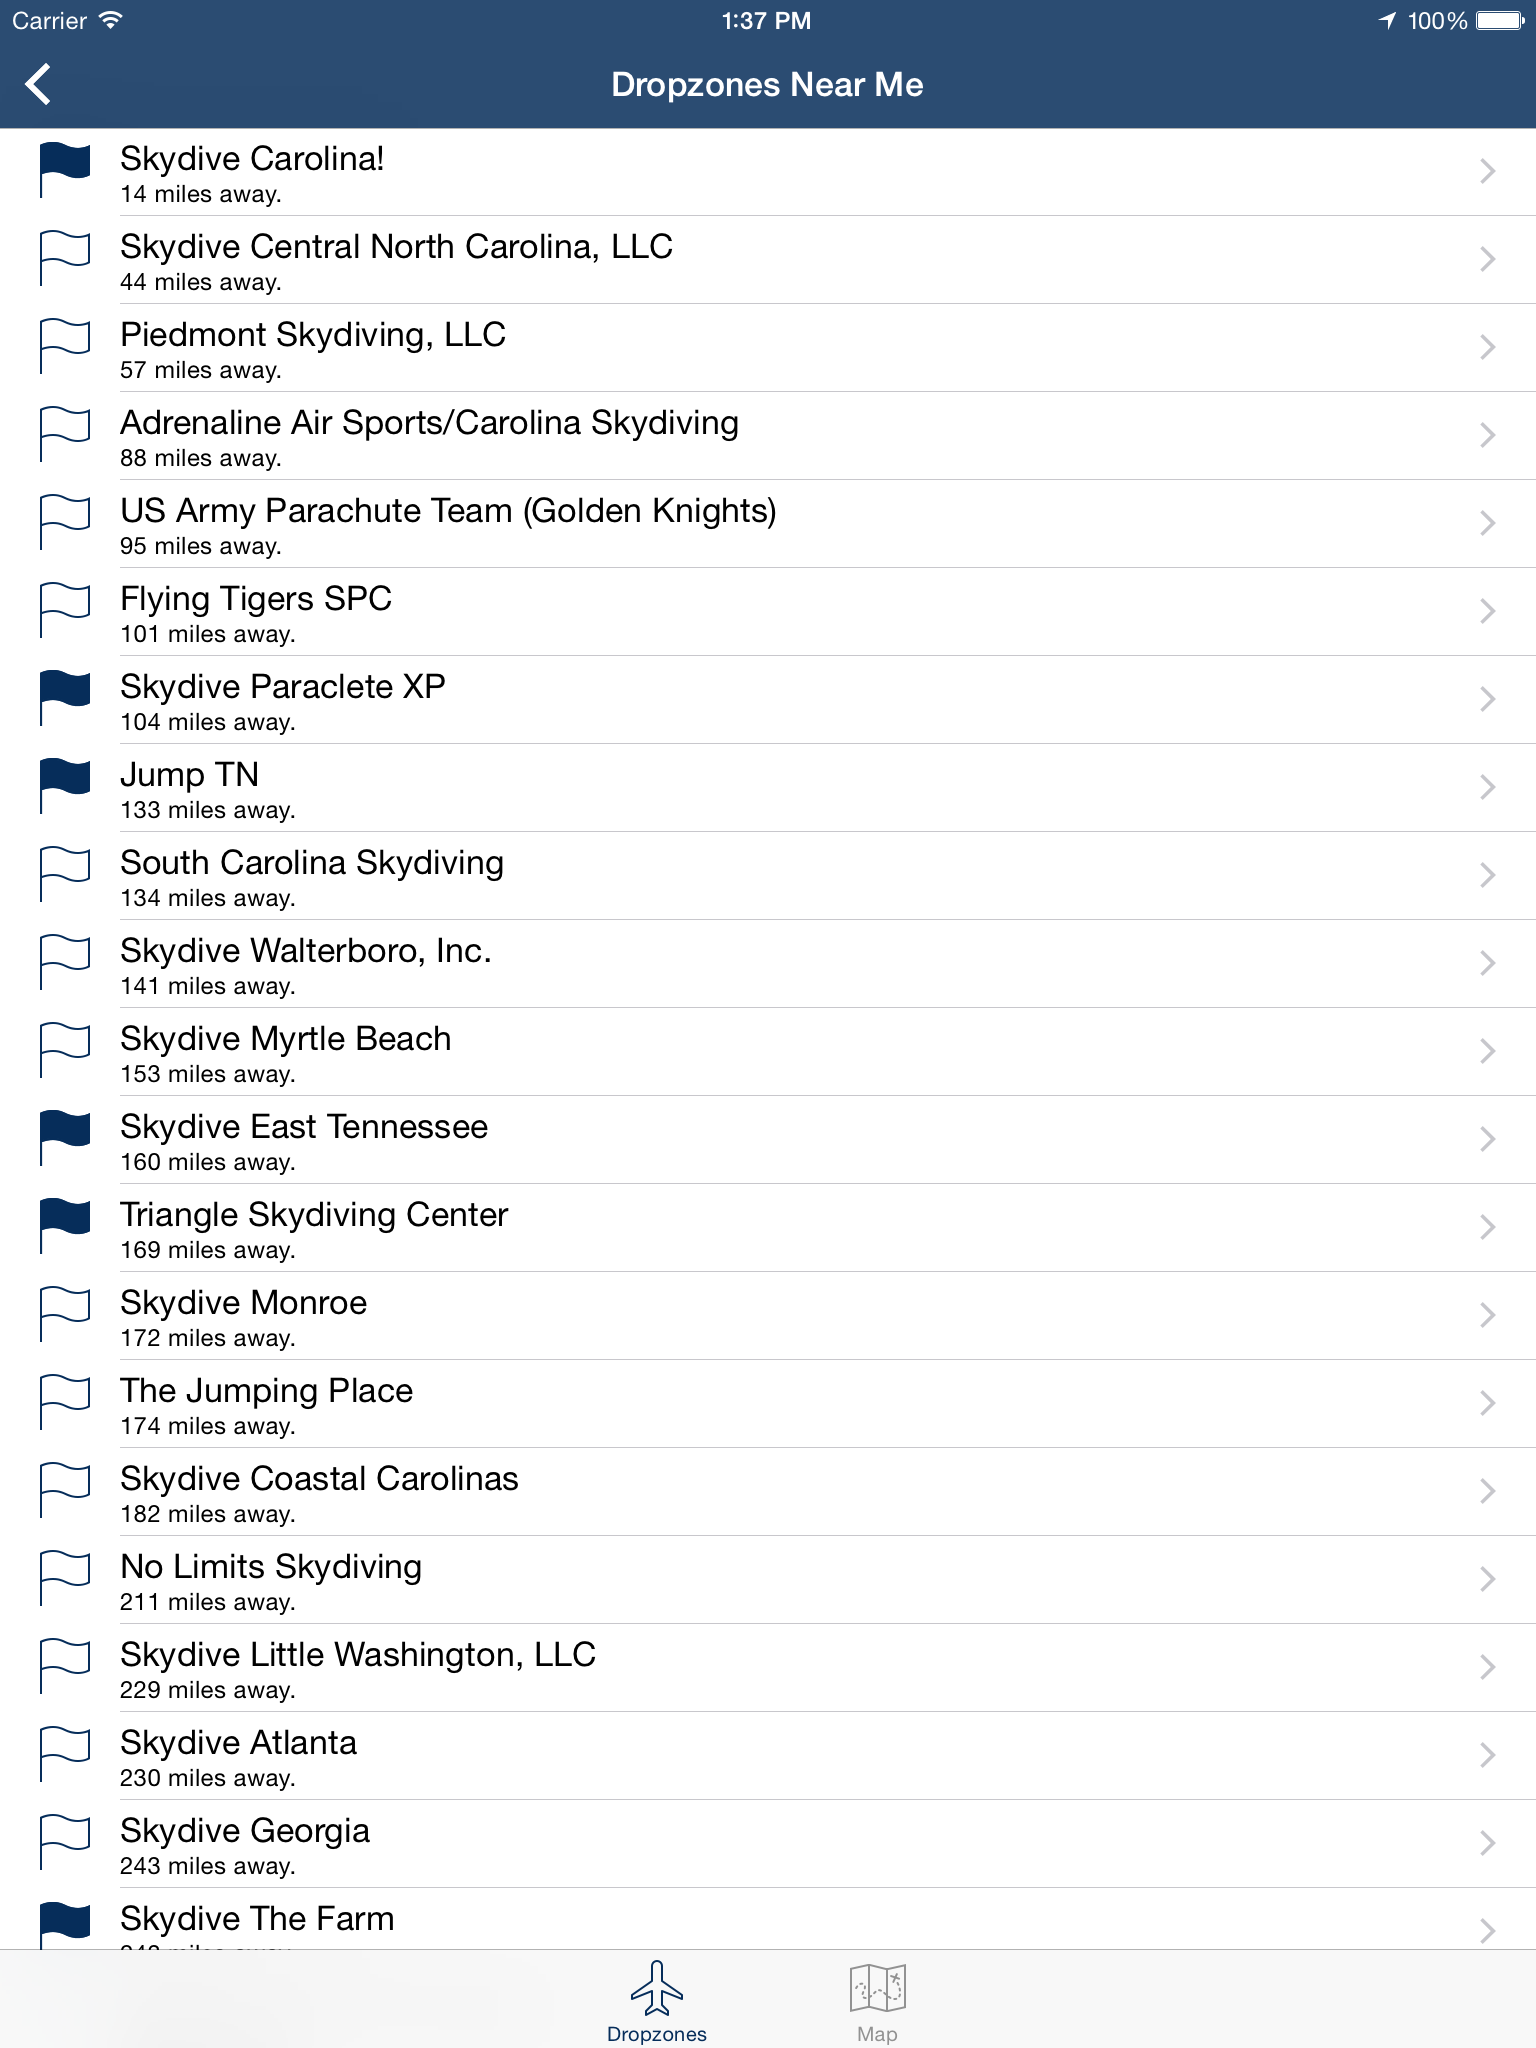 Carrier 1:37 PM 100%
Dropzones Near Me
Skydive Carolina!
14 miles away.
Skydive Central North Carolina, LLC
44 miles away.
Piedmont Skydiving, LLC
57 miles away.
Adrenaline Air Sports/Carolina Skydiving
88 miles away.
US Army Parachute Team (Golden Knights)
95 miles away.
Flying Tigers SPC
101 miles away.
Skydive Paraclete XP
104 miles away.
Jump TN
133 miles away.
South Carolina Skydiving
134 miles away.
Skydive Walterboro, Inc.
141 miles away.
Skydive Myrtle Beach
153 miles away.
Skydive East Tennessee
160 miles away.
Triangle Skydiving Center
169 miles away.
Skydive Monroe
172 miles away.
The Jumping Place
174 miles away.
Skydive Coastal Carolinas
182 miles away.
No Limits Skydiving
211 miles away.
Skydive Little Washington, LLC
229 miles away.
Skydive Atlanta
230 miles away.
Skydive Georgia
243 miles away.
Skydive The Farm
miles away.
Dropzones Map